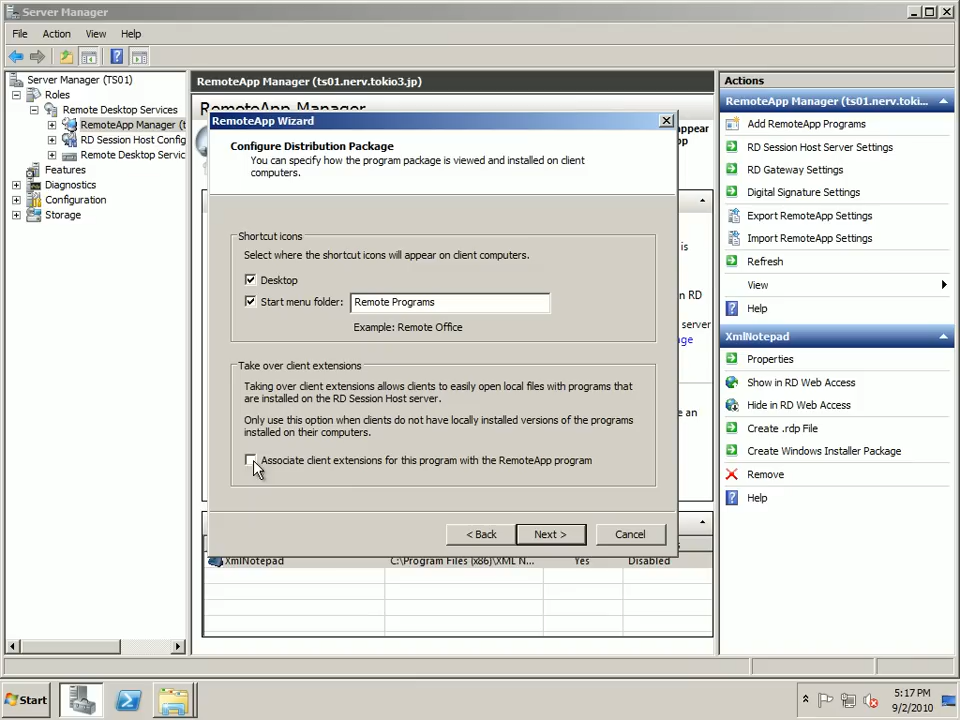 Server Manager
File Action View Help
Server Manager (TS01)
Roles
Remote Desktop Services
RemoteApp Manager (t
RD Session Host Config
Remote Desktop Servic
Features
Diagnostics
Configuration
Storage
RemoteApp Manager (ts01.nerv.tokio3.jp)
RemoteApp Manager
appear
pp
is
n RD
server
ge
e an
s
RemoteApp Wizard
Configure Distribution Package
You can specify how the program package is viewed and installed on client
computers.
Shortcut icons
Select where the shortcut icons will appear on client computers.
Desktop
Start menu folder: Remote Programs
Example: Remote Office
Take over client extensions
Taking over client extensions allows clients to easily open local files with programs that
are installed on the RD Session Host server.
Only use this option when clients do not have locally installed versions of the programs
installed on their computers.
Associate client extensions for this program with the RemoteApp program
< Back Next > Cancel
XmlNotepad C:\Program Files (x86)\XML N... Yes Disabled
Actions
RemoteApp Manager (ts01.nerv.toki...
Add RemoteApp Programs
RD Session Host Server Settings
RD Gateway Settings
Digital Signature Settings
Export RemoteApp Settings
Import RemoteApp Settings
Refresh
View
Help
XmlNotepad
Properties
Show in RD Web Access
Hide in RD Web Access
Create .rdp File
Create Windows Installer Package
Remove
Help
Start
5:17 PM
9/2/2010